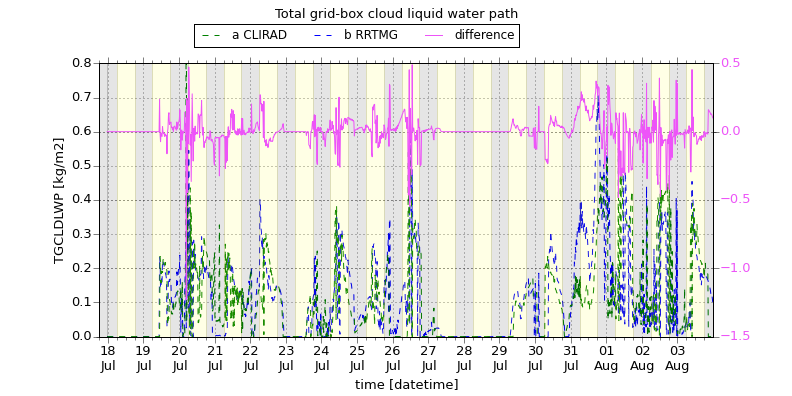 Total grid-box cloud liquid water path
a CLIRAD b RRTMG difference
0.8 0.5
0.7
0.6 0.0
0.5
0.4 −0.5
0.3
0.2 −1.0
0.1
0.0 −1.5
TGCLDLWP [kg/m2]
18 19 20 21 22 23 24 25 26 27 28 29 30 31 01 02 03
Jul Jul Jul Jul Jul Jul Jul Jul Jul Jul Jul Jul Jul Jul Aug Aug Aug
time [datetime]